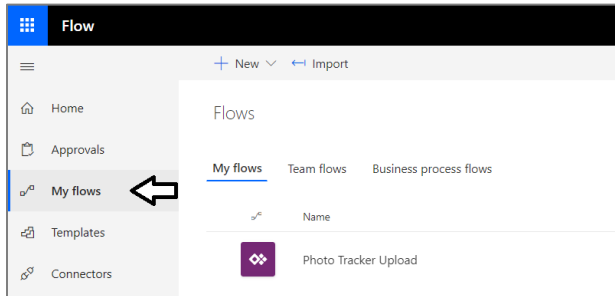 Flow
New
Import
Home
Approvals
My flows
Templates
Connectors
Flows
My flows Team flows Business process flows
Name
Photo Tracker Upload